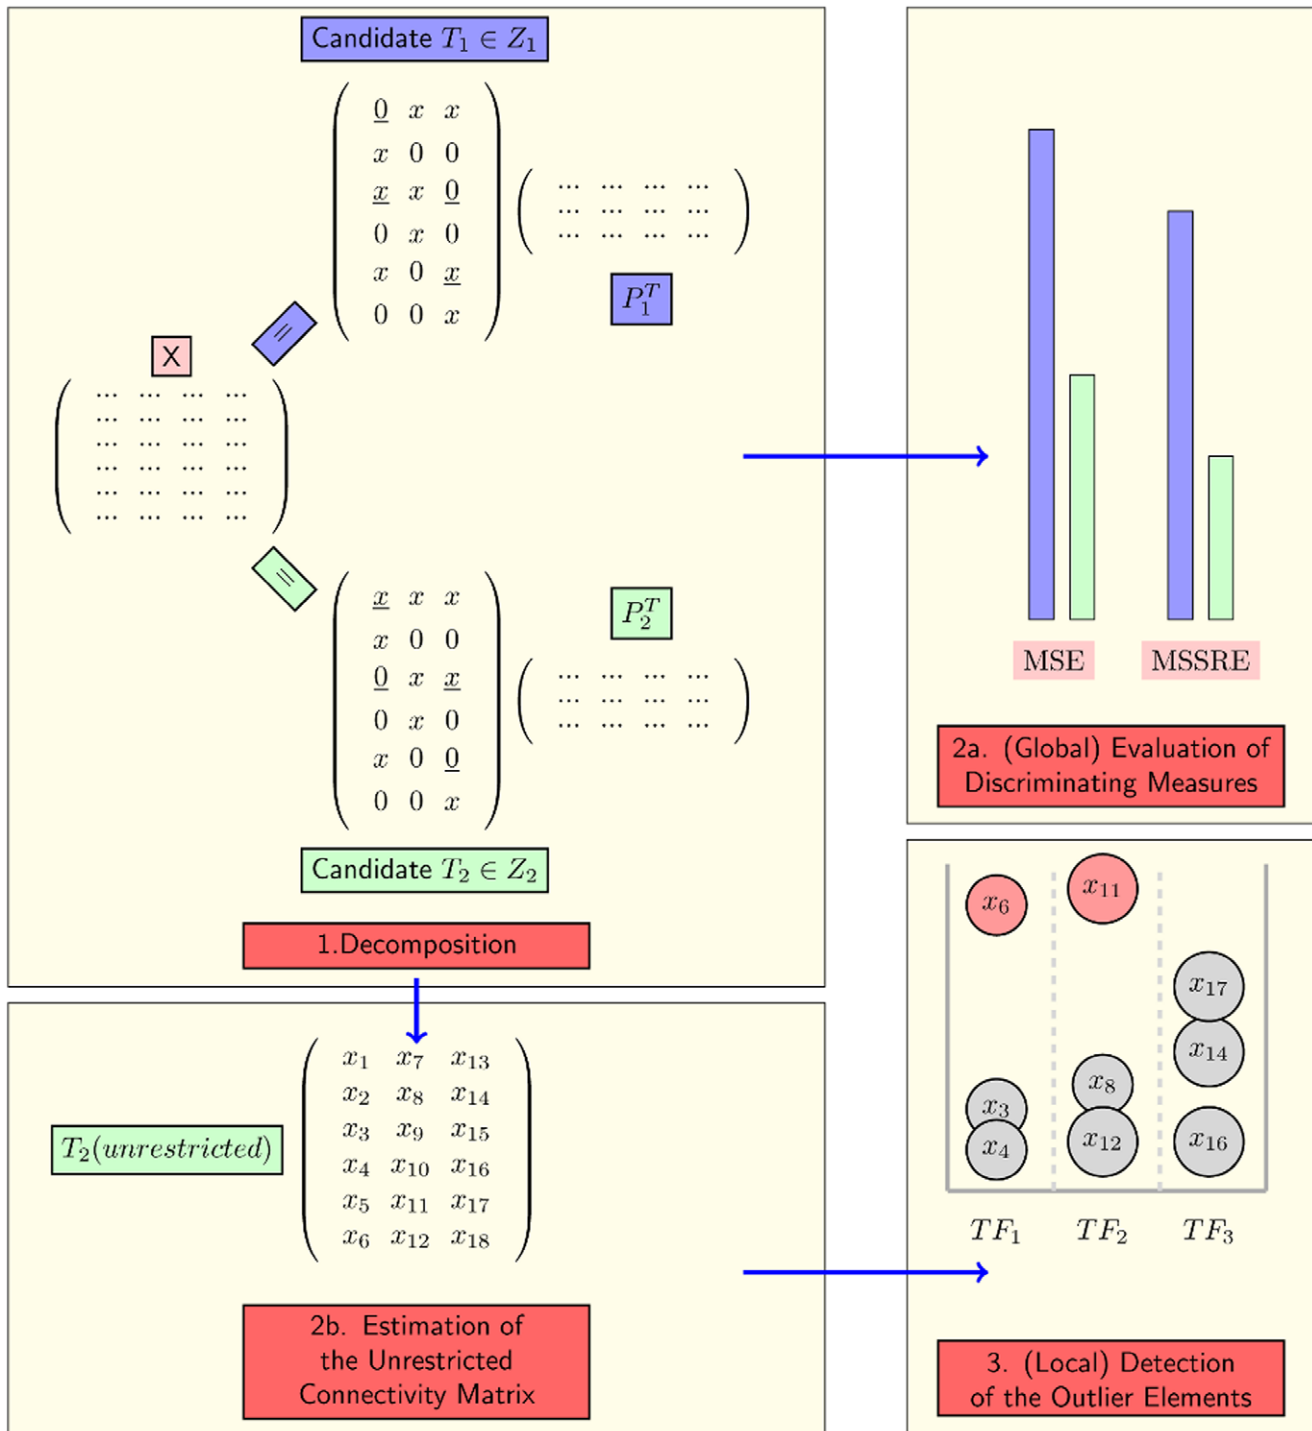 Candidate T₁ ∈ Z₁
0 x x
x 0 0
x x 0
0 x 0
x 0 x
0 0 x
... ... ... ...
... ... ... ...
... ... ... ...
P₁ᵀ
=
X
... ... ... ...
... ... ... ...
... ... ... ...
... ... ... ...
... ... ... ...
... ... ... ...
=
x x x
x 0 0
0 x x
0 x 0
x 0 0
0 0 x
P₂ᵀ
... ... ... ...
... ... ... ...
... ... ... ...
Candidate T₂ ∈ Z₂
1.Decomposition
MSE MSSRE
2a. (Global) Evaluation of
Discriminating Measures
T₂(unrestricted)
x₁ x₇ x₁₃
x₂ x₈ x₁₄
x₃ x₉ x₁₅
x₄ x₁₀ x₁₆
x₅ x₁₁ x₁₇
x₆ x₁₂ x₁₈
2b. Estimation of
the Unrestricted
Connectivity Matrix
x₆
x₃
x₄
x₁₁
x₈
x₁₂
x₁₇
x₁₄
x₁₆
TF₁ TF₂ TF₃
3. (Local) Detection
of the Outlier Elements